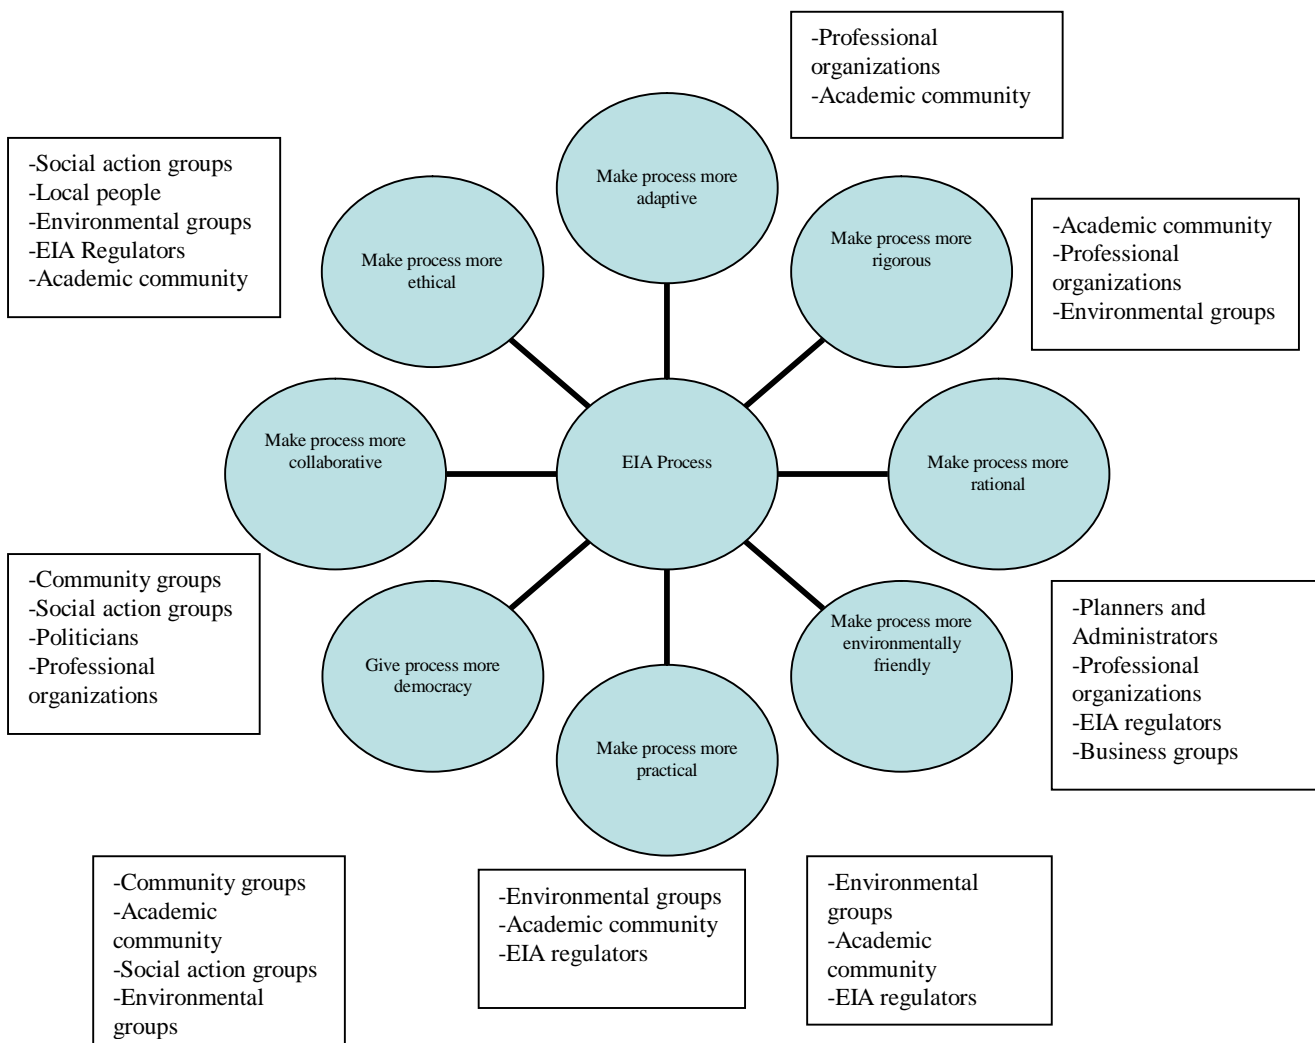 -Professional
organizations
-Academic community
-Social action groups
-Local people
-Environmental groups
-EIA Regulators
-Academic community
Make process more
adaptive
Make process more
ethical
Make process more
rigorous
-Academic community
-Professional
organizations
-Environmental groups
Make process more
collaborative
EIA Process
Make process more
rational
-Community groups
-Social action groups
-Politicians
-Professional
organizations
Give process more
democracy
Make process more
practical
Make process more
environmentally
friendly
-Planners and
Administrators
-Professional
organizations
-EIA regulators
-Business groups
-Community groups
-Academic
community
-Social action groups
-Environmental
groups
-Environmental groups
-Academic community
-EIA regulators
-Environmental
groups
-Academic
community
-EIA regulators